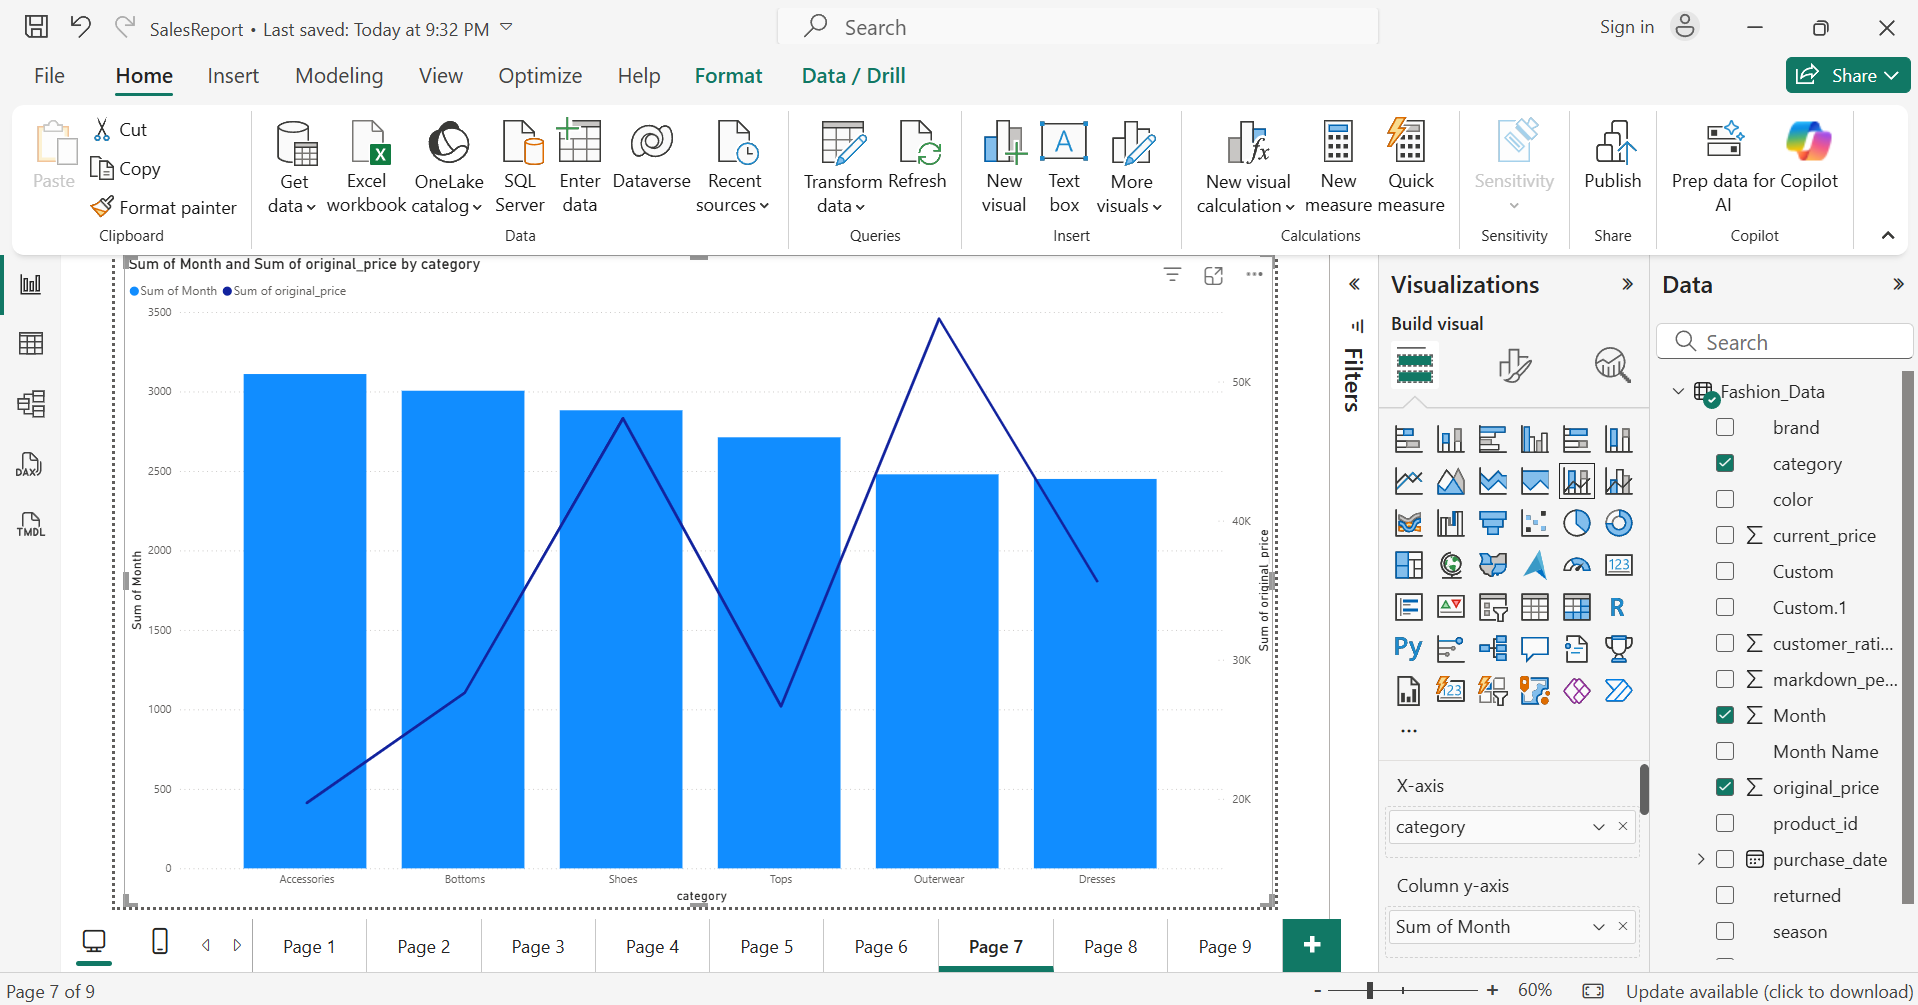 SalesReport • Last saved: Today at 9:32 PM
Search
Sign in
File
Home
Insert
Modeling
View
Optimize
Help
Format
Data / Drill
Share
Paste
Cut
Copy
Format painter
Clipboard
Get
data
Excel
workbook
OneLake
catalog
SQL
Server
Enter
data
Dataverse
Recent
sources
Data
Transform
data
Refresh
Queries
New
visual
Text
box
More
visuals
Insert
New visual
calculation
New
measure
Quick
measure
Calculations
Sensitivity
Sensitivity
Publish
Share
Prep data for
AI
Copilot
Copilot
DAX
TMDL
Sum of Month and Sum of original_price by category
Sum of Month
Sum of original_price
3500
3000
2500
2000
1500
1000
500
0
Sum of Month
50K
40K
30K
20K
Sum of original_price
Accessories
Bottoms
Shoes
Tops
Outerwear
Dresses
category
Filters
Visualizations
Build visual
123
R
Py
123
...
X-axis
category
Column y-axis
Sum of Month
Data
Search
Fashion_Data
brand
category
color
current_price
Custom
Custom.1
customer_rati...
markdown_pe...
Month
Month Name
original_price
product_id
purchase_date
returned
season
Page 1
Page 2
Page 3
Page 4
Page 5
Page 6
Page 7
Page 8
Page 9
Page 7 of 9
60%
Update available (click to download)